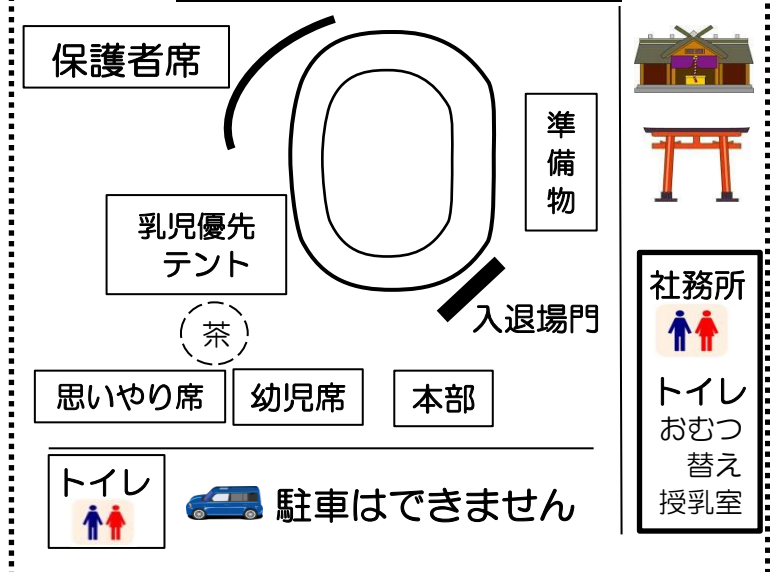 保護者席
準備物
乳児優先
テント
茶
入退場門
思いやり席
幼児席
本部
社務所
トイレ
おむつ
替え
授乳室
トイレ
駐車はできません